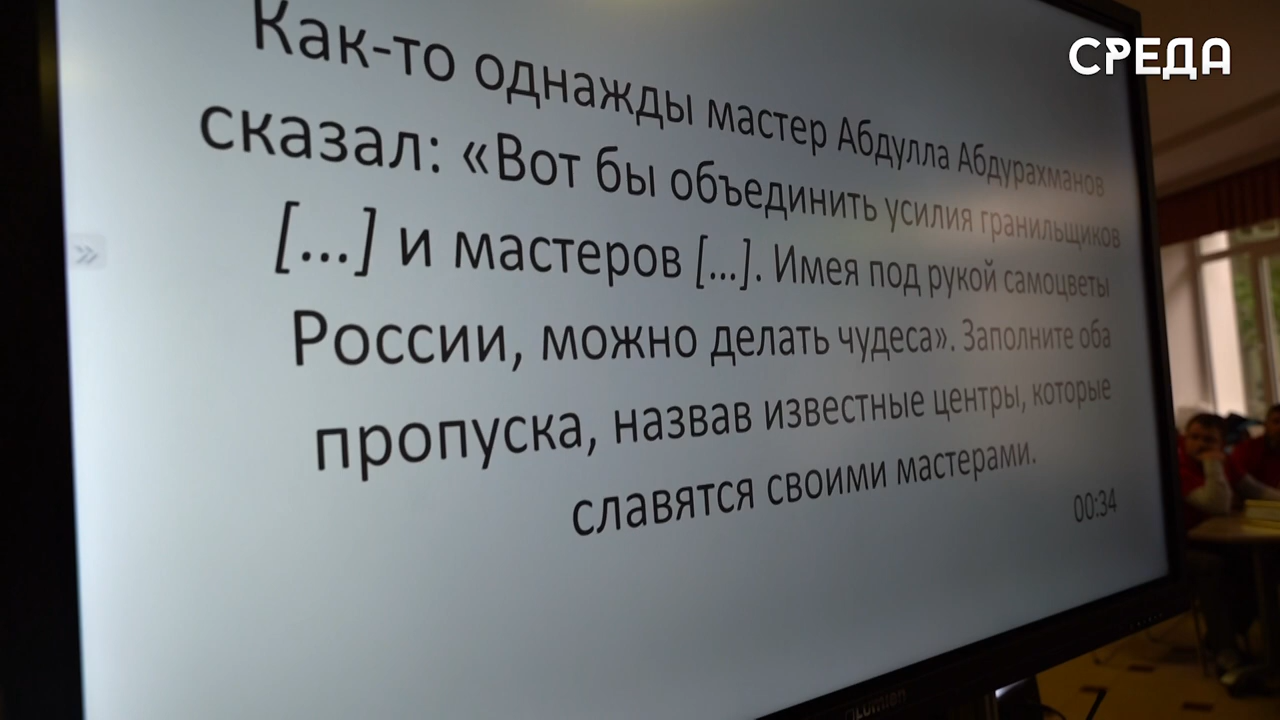 СРЕДА
Как-то однажды мастер Абдулла Абдурахманов
сказал: «Вот бы объединить усилия гранильщиков
[...] и мастеров [...]. Имея под рукой самоцветы
России, можно делать чудеса». Заполните оба
пропуска, назвав известные центры, которые
славятся своими мастерами.
00:34